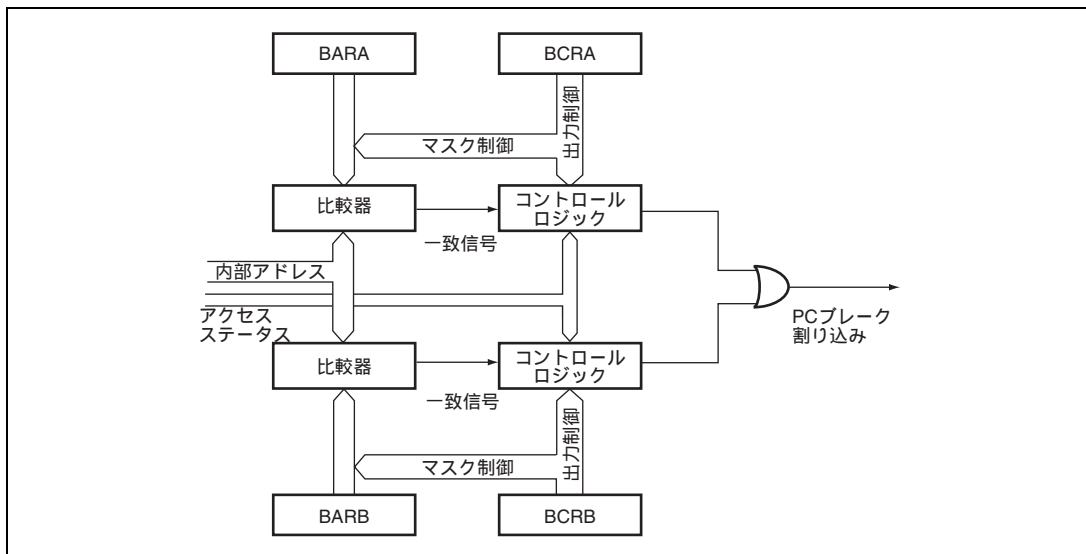 BARA
BCRA
出力制御
マスク制御
比較器
コントロール
ロジック
一致信号
内部アドレス
アクセス
ステータス
PCブレーク
割り込み
比較器
コントロール
ロジック
一致信号
出力制御
マスク制御
BARB
BCRB